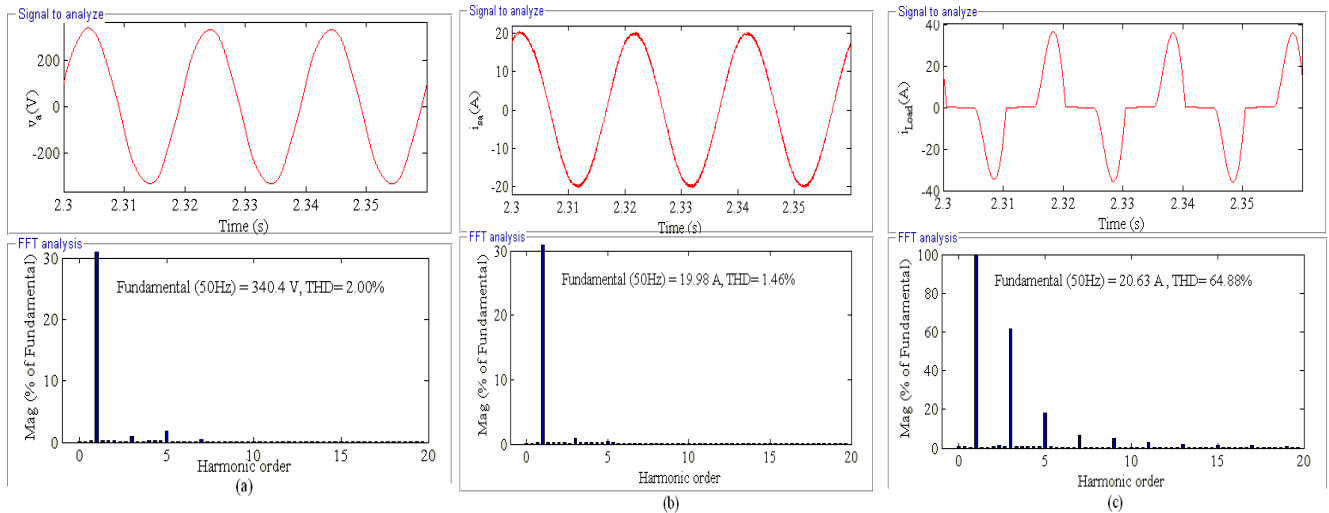 Signal to analyze
200
0
-200
v_a(V)
2.3
2.31
2.32
2.33
2.34
2.35
Time (s)
FFT analysis
30
20
10
0
Mag (% of Fundamental)
Fundamental (50Hz) = 340.4 V, THD= 2.00%
0
5
10
15
20
Harmonic order
(a)
Signal to analyze
20
10
0
-10
-20
i_sa(A)
2.3
2.31
2.32
2.33
2.34
2.35
Time (s)
FFT analysis
30
20
10
0
Mag (% of Fundamental)
Fundamental (50Hz) = 19.98 A, THD= 1.46%
0
5
10
15
20
Harmonic order
(b)
Signal to analyze
40
20
0
-20
-40
i_Load(A)
2.3
2.31
2.32
2.33
2.34
2.35
Time (s)
FFT analysis
100
80
60
40
20
0
Mag (% of Fundamental)
Fundamental (50Hz) = 20.63 A , THD= 64.88%
0
5
10
15
20
Harmonic order
(c)